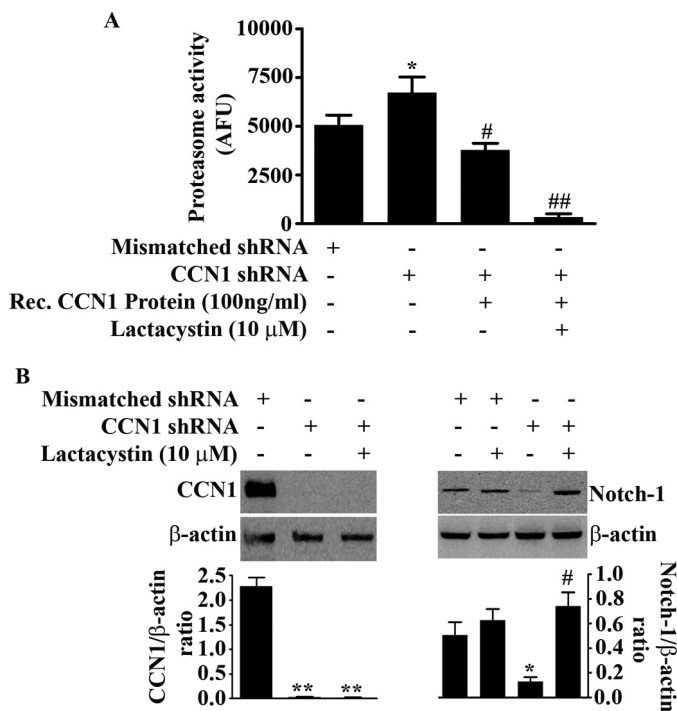 A
Proteasome activity
(AFU)
10000
7500
5000
2500
0
*
#
##
Mismatched shRNA + - - -
CCN1 shRNA - + + +
Rec. CCN1 Protein (100ng/ml) - - + +
Lactacystin (10 μM) - - - +
B
Mismatched shRNA + - - + + - -
CCN1 shRNA - + + - - + +
Lactacystin (10 μM) - - + - + - +
CCN1
Notch-1
β-actin
β-actin
CCN1/β-actin
ratio
2.5
2.0
1.5
1.0
0.5
0.0
**
**
*
#
1.0
0.8
0.6
0.4
0.2
0.0
Notch-1/β-actin
ratio